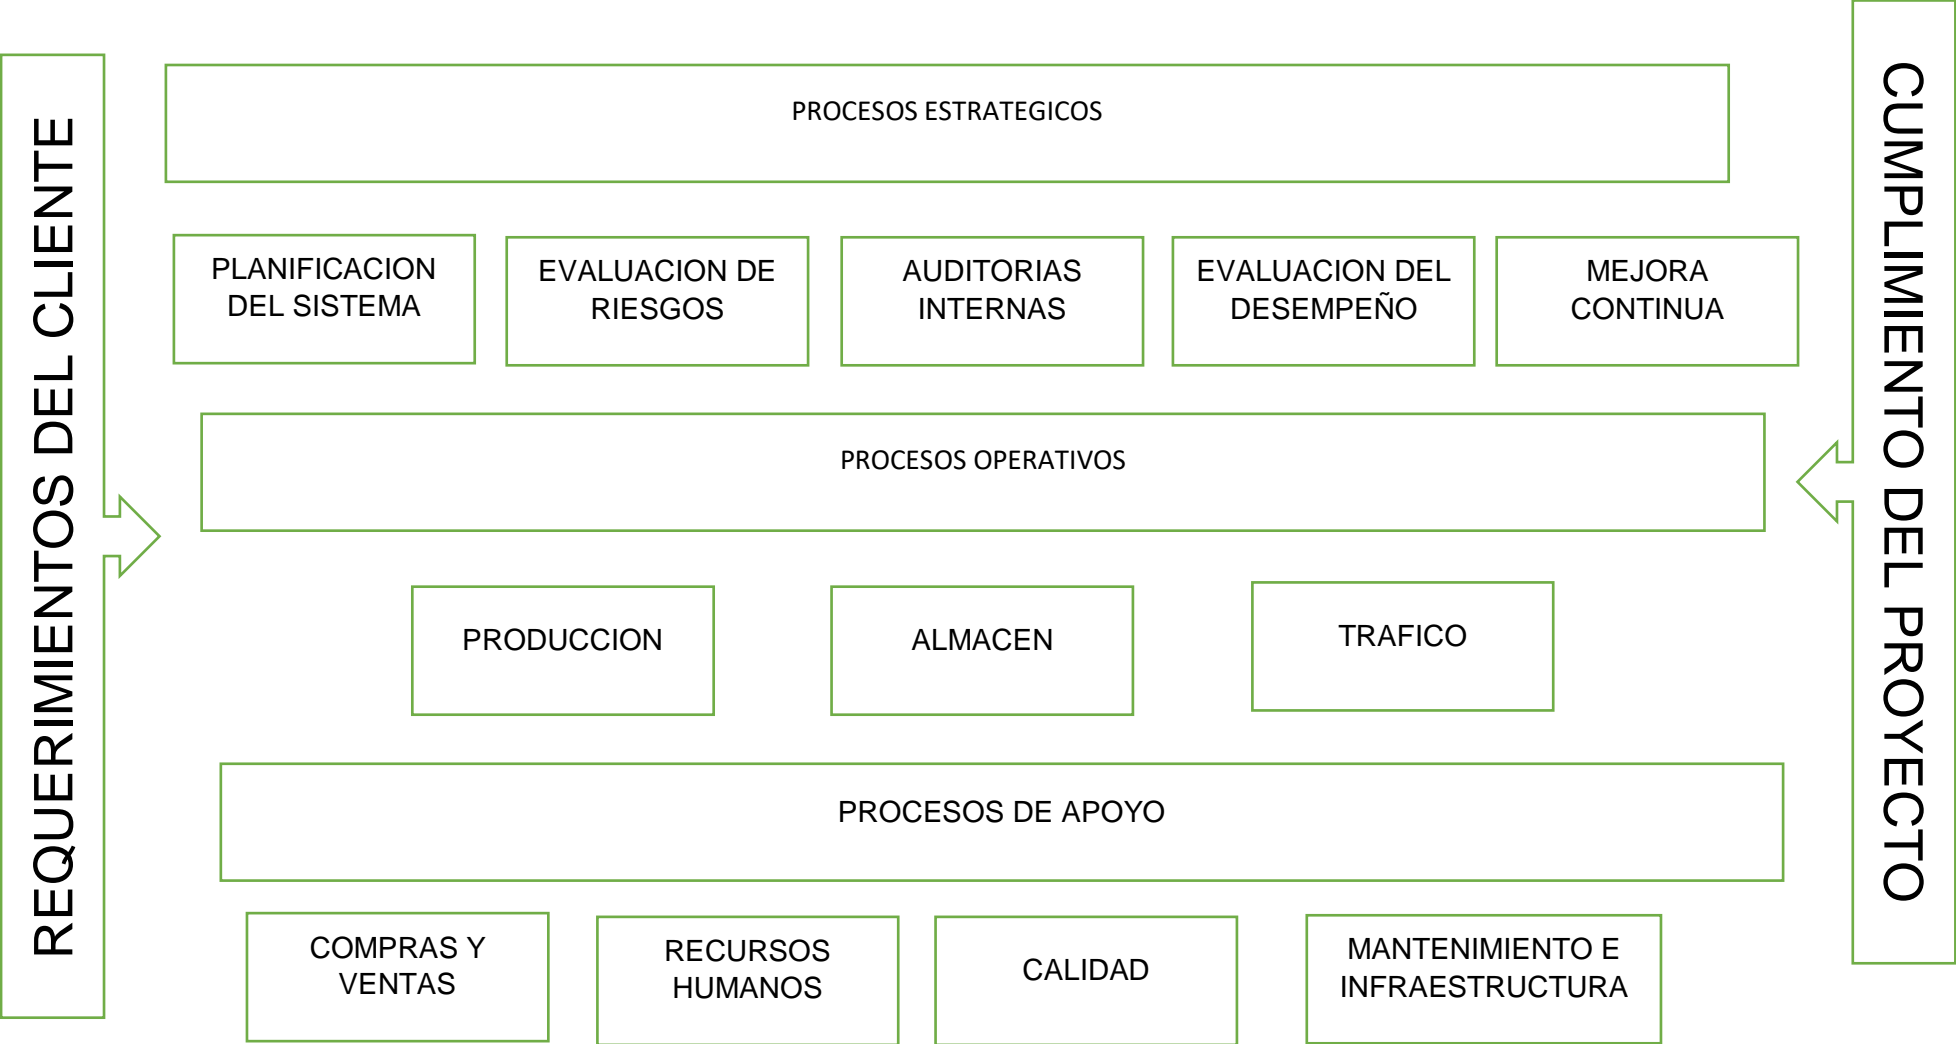 REQUERIMIENTOS DEL CLIENTE
PROCESOS ESTRATEGICOS
PLANIFICACION
DEL SISTEMA
EVALUACION DE
RIESGOS
AUDITORIAS
INTERNAS
EVALUACION DEL
DESEMPEÑO
MEJORA
CONTINUA
PROCESOS OPERATIVOS
PRODUCCION
ALMACEN
TRAFICO
PROCESOS DE APOYO
COMPRAS Y
VENTAS
RECURSOS
HUMANOS
CALIDAD
MANTENIMIENTO E
INFRAESTRUCTURA
CUMPLIMIENTO DEL PROYECTO